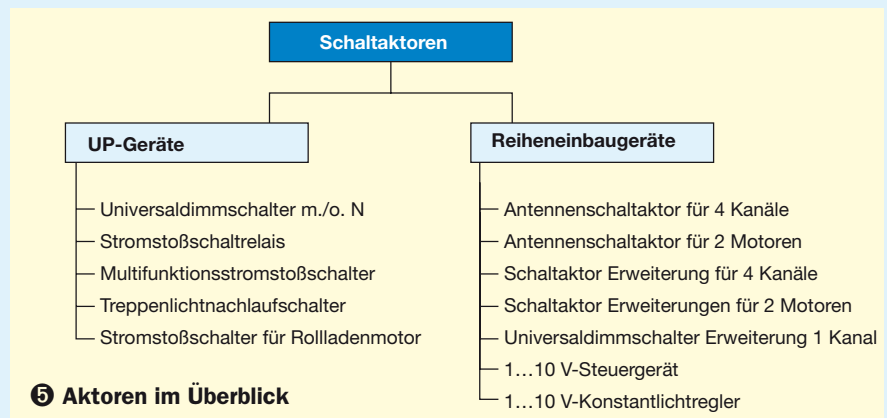 Schaltaktoren
UP-Geräte
Universaldimmschalter m./o. N
Stromstoßschaltrelais
Multifunktionsstromstoßschalter
Treppenlichtnachlaufschalter
Stromstoßschalter für Rollladenmotor
Reiheneinbaugeräte
Antennenschaltaktor für 4 Kanäle
Antennenschaltaktor für 2 Motoren
Schaltaktor Erweiterung für 4 Kanäle
Schaltaktor Erweiterungen für 2 Motoren
Universaldimmschalter Erweiterung 1 Kanal
1…10 V-Steuergerät
1…10 V-Konstantlichtregler
❺ Aktoren im Überblick